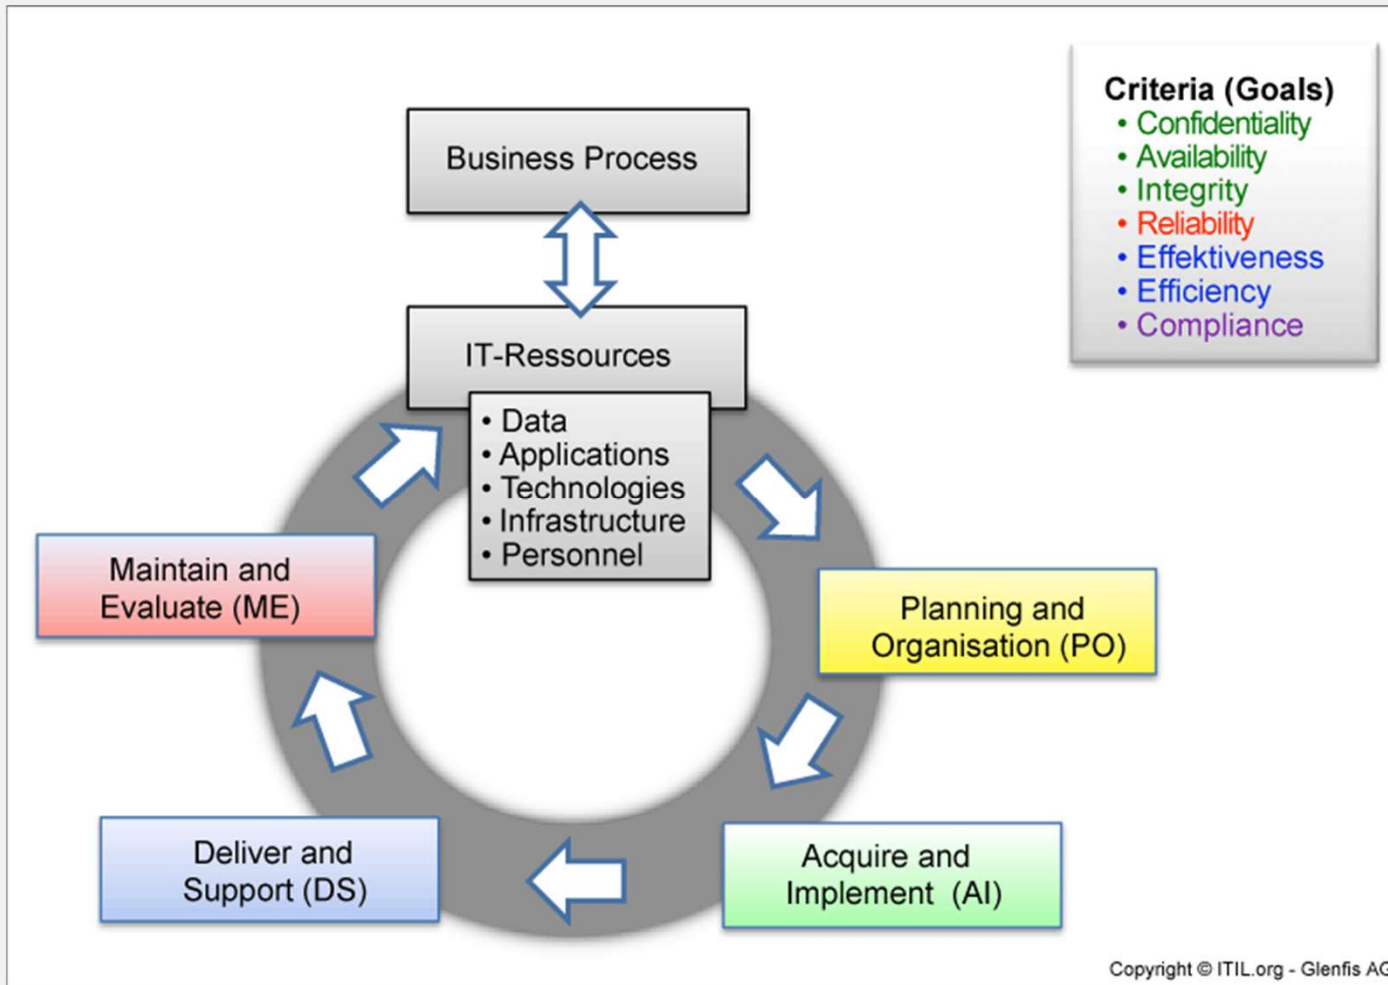 Criteria (Goals)
• Confidentiality
• Availability
• Integrity
• Reliability
• Effektiveness
• Efficiency
• Compliance
Business Process
IT-Ressources
• Data
• Applications
• Technologies
• Infrastructure
• Personnel
Maintain and
Evaluate (ME)
Planning and
Organisation (PO)
Deliver and
Support (DS)
Acquire and
Implement (AI)
Copyright © ITIL.org - Glenfis AG